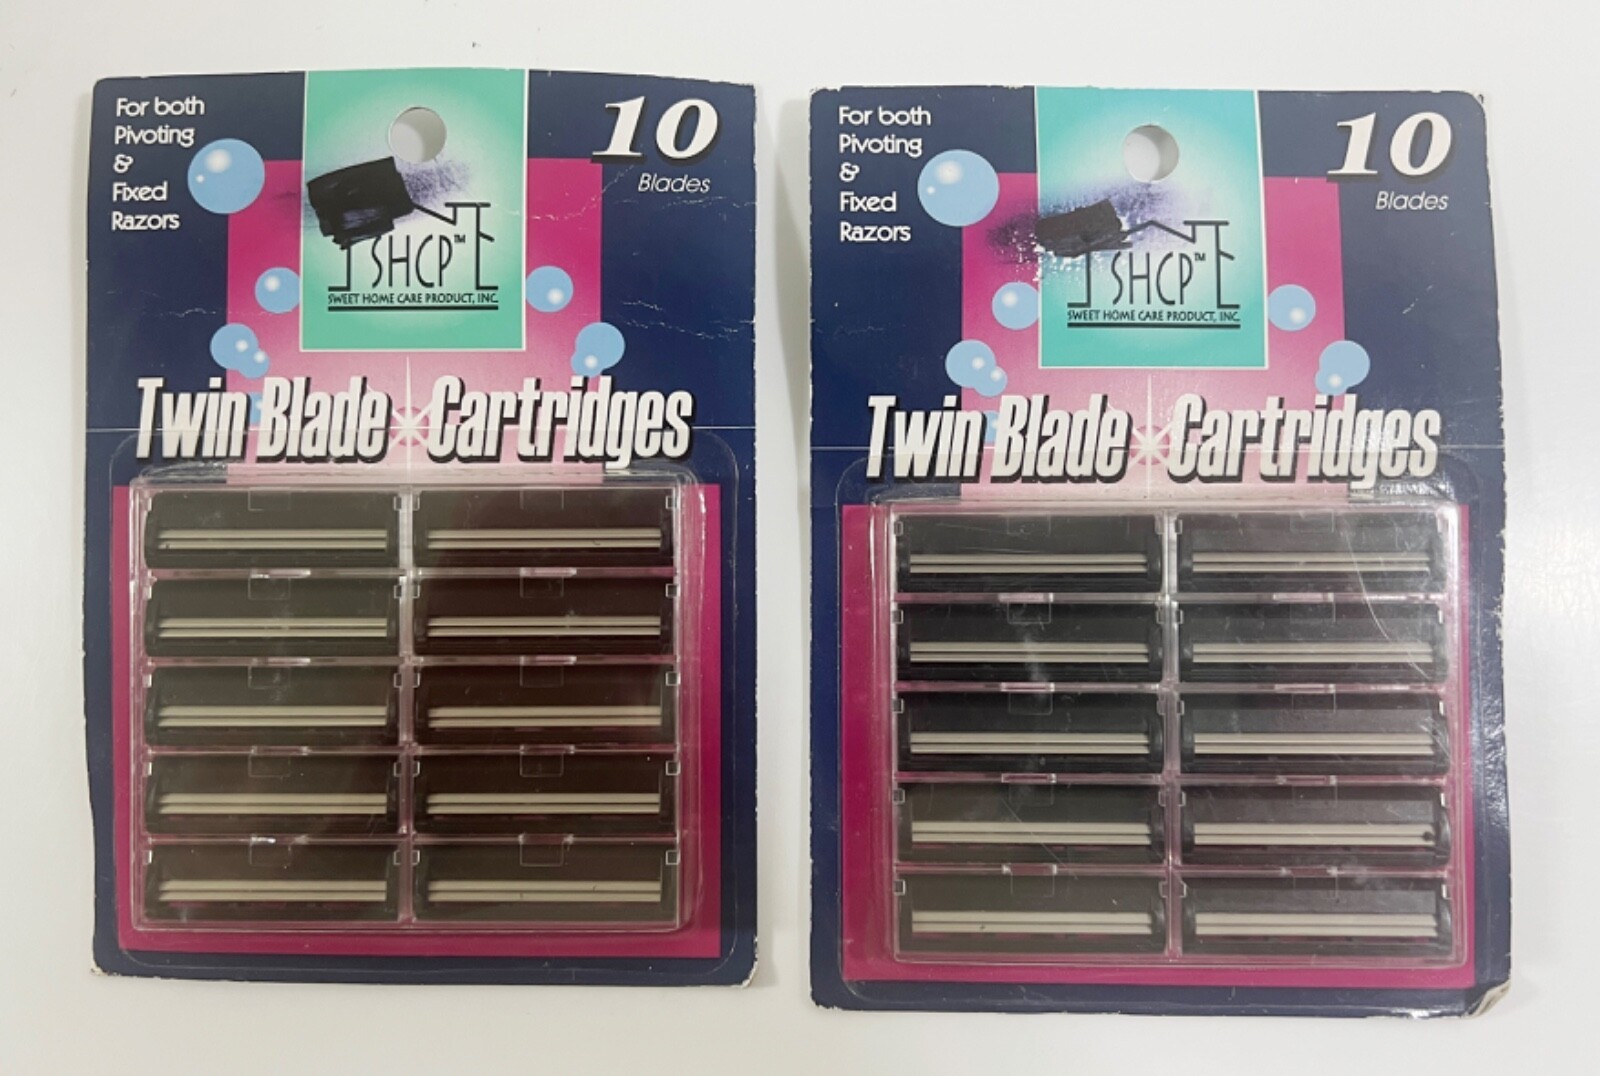 For both
Pivoting
&
Fixed
Razors
10
Blades
SHCP™
SWEET HOME CARE PRODUCT, INC.
Twin Blade Cartridges
For both
Pivoting
&
Fixed
Razors
10
Blades
SHCP™
SWEET HOME CARE PRODUCT, INC.
Twin Blade Cartridges